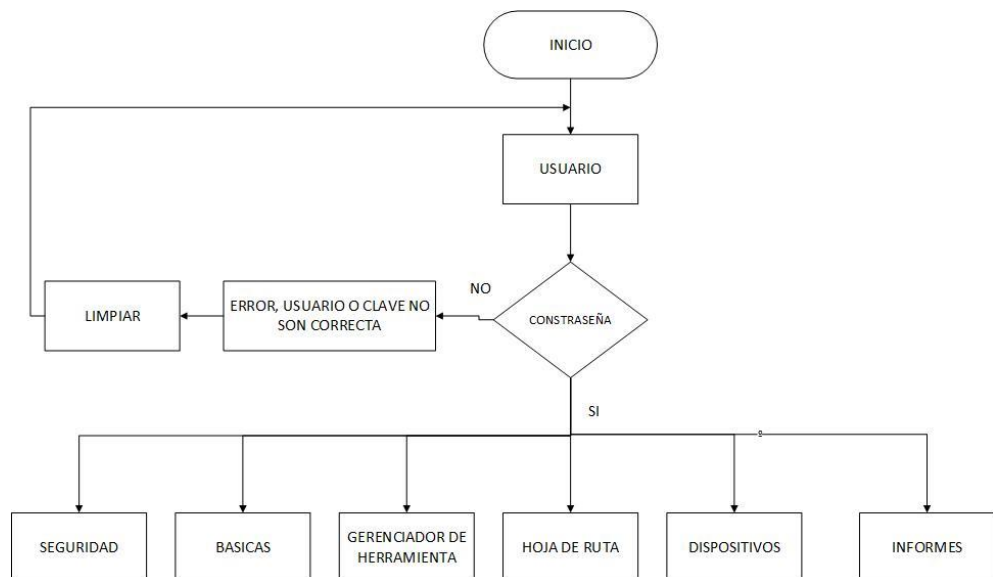 INICIO
USUARIO
NO
CONSTRASEÑA
ERROR, USUARIO O CLAVE NO
SON CORRECTA
LIMPIAR
SI
SEGURIDAD
BASICAS
GERENCIADOR DE
HERRAMIENTA
HOJA DE RUTA
DISPOSITIVOS
INFORMES